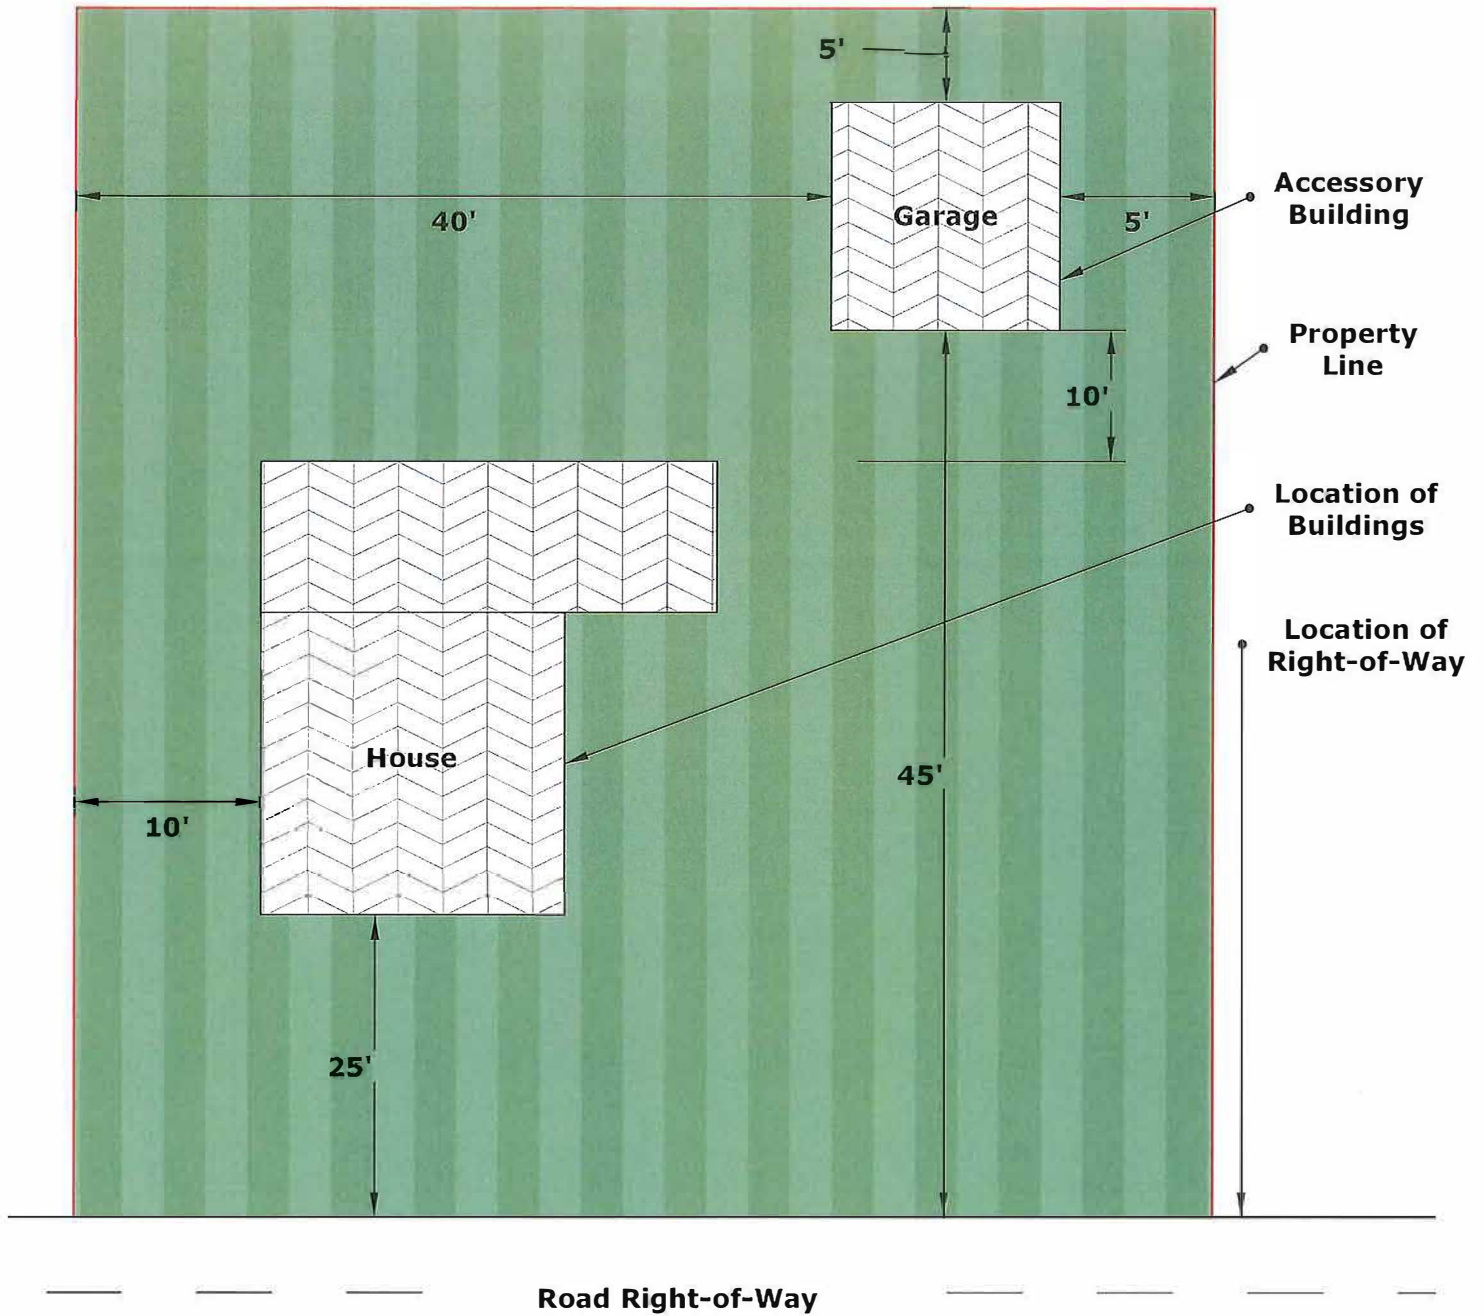 5'
Accessory
Building
40'
Garage
5'
Property
Line
10'
Location of
Buildings
Location of
Right-of-Way
House
45'
10'
25'
Road Right-of-Way